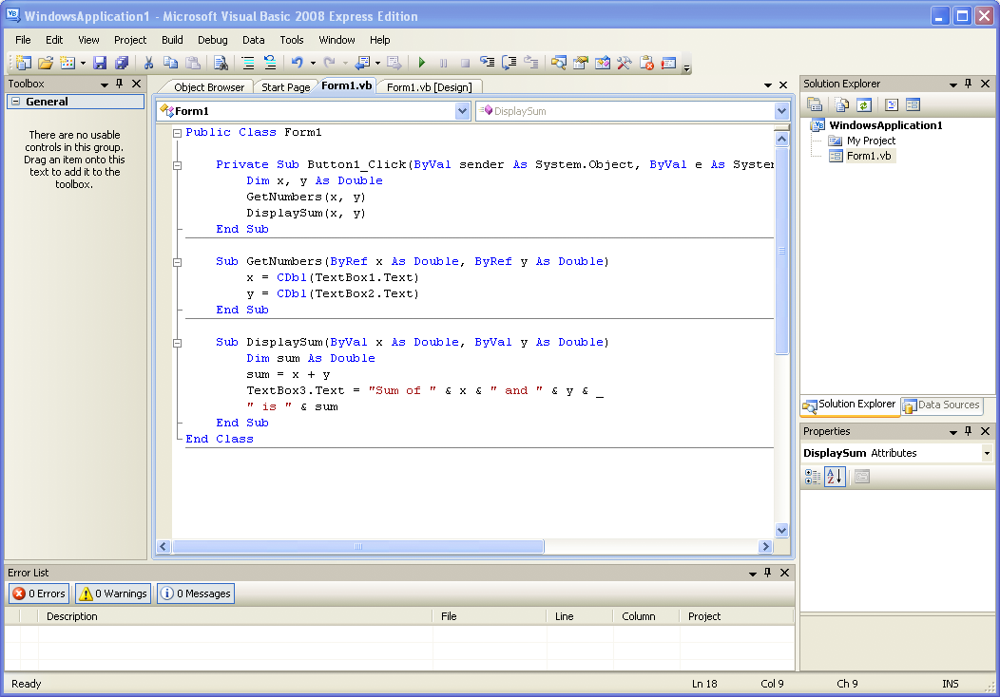 WindowsApplication1 - Microsoft Visual Basic 2008 Express Edition
File Edit View Project Build Debug Data Tools Window Help
Toolbox
General
There are no usable
controls in this group.
Drag an item onto this
text to add it to the
toolbox.
Object Browser Start Page Form1.vb Form1.vb [Design]
Form1 DisplaySum
Public Class Form1
Private Sub Button1_Click(ByVal sender As System.Object, ByVal e As System
Dim x, y As Double
GetNumbers(x, y)
DisplaySum(x, y)
End Sub
Sub GetNumbers(ByRef x As Double, ByRef y As Double)
x = CDbl(TextBox1.Text)
y = CDbl(TextBox2.Text)
End Sub
Sub DisplaySum(ByVal x As Double, ByVal y As Double)
Dim sum As Double
sum = x + y
TextBox3.Text = "Sum of " & x & " and " & y & _
" is " & sum
End Sub
End Class
Solution Explorer
WindowsApplication1
My Project
Form1.vb
Solution Explorer Data Sources
Properties
DisplaySum Attributes
Error List
0 Errors 0 Warnings 0 Messages
Description File Line Column Project
Ready Ln 18 Col 9 Ch 9 INS